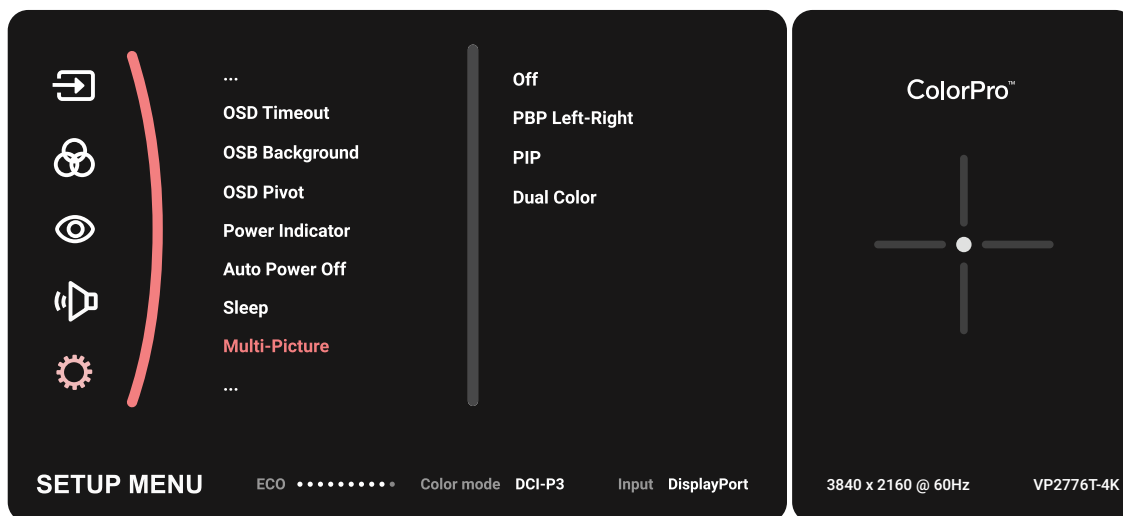 ...
OSD Timeout
OSB Background
OSD Pivot
Power Indicator
Auto Power Off
Sleep
Multi-Picture
...
Off
PBP Left-Right
PIP
Dual Color
SETUP MENU
ECO
Color mode DCI-P3
Input DisplayPort
ColorPro™
3840 x 2160 @ 60Hz
VP2776T-4K